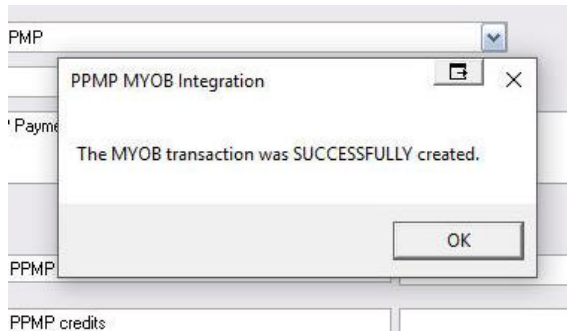 PMP
PPMP MYOB Integration
Payme
The MYOB transaction was SUCCESSFULLY created.
OK
PPMP
PPMP credits